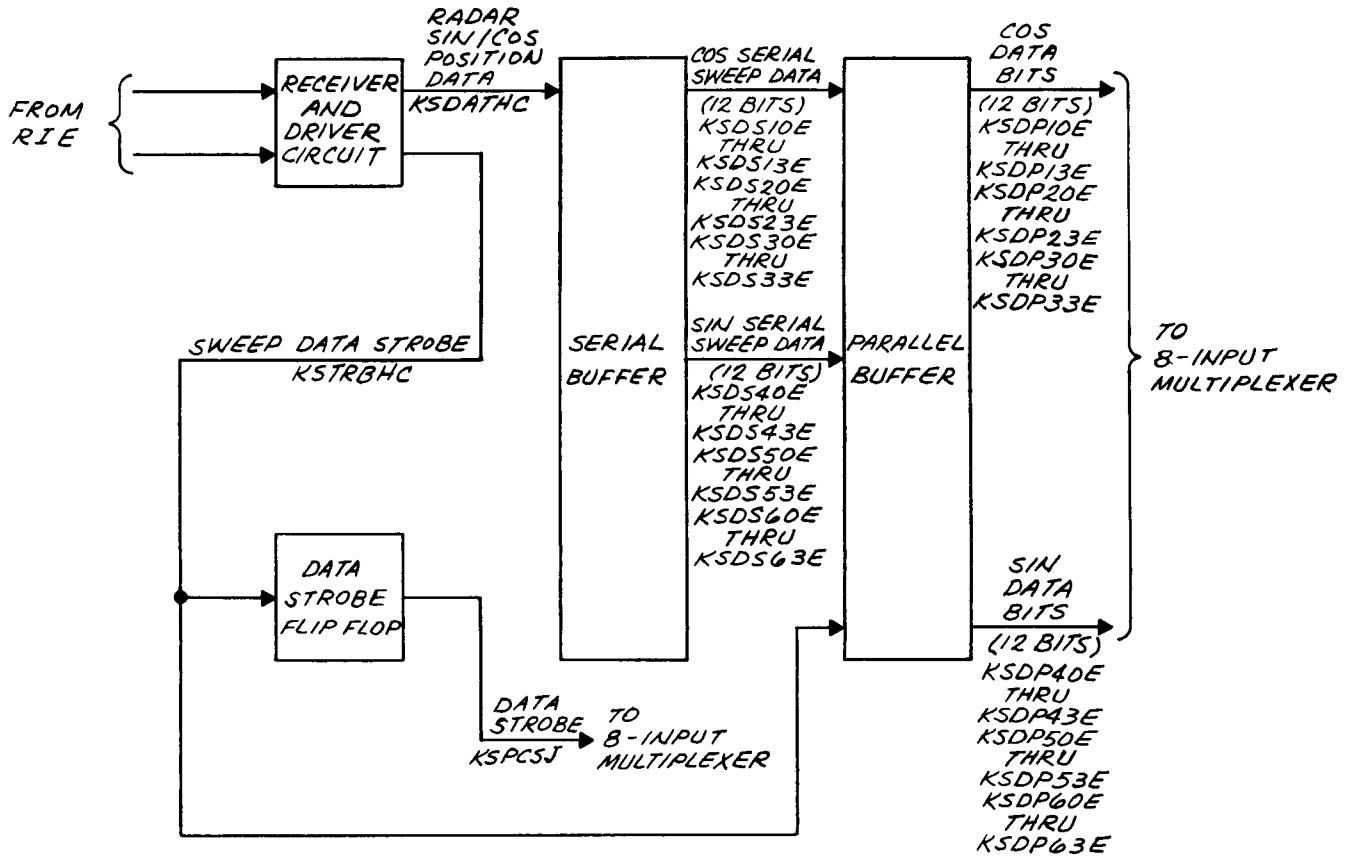 FROM
RIE
RECEIVER
AND
DRIVER
CIRCUIT
RADAR
SIN/COS
POSITION
DATA
KSDATHC
SWEEP DATA STROBE
KSTRBHC
DATA
STROBE
FLIP FLOP
DATA
STROBE
KSPCSJ
TO
8-INPUT
MULTIPLEXER
SERIAL
BUFFER
COS SERIAL
SWEEP DATA
(12 BITS)
KSDS10E
THRU
KSDS13E
KSDS20E
THRU
KSDS23E
KSDS30E
THRU
KSDS33E
SIN SERIAL
SWEEP DATA
(12 BITS)
KSDS40E
THRU
KSDS43E
KSDS50E
THRU
KSDS53E
KSDS60E
THRU
KSDS63E
PARALLEL
BUFFER
COS
DATA
BITS
(12 BITS)
KSDP10E
THRU
KSDP13E
KSDP20E
THRU
KSDP23E
KSDP30E
THRU
KSDP33E
SIN
DATA
BITS
(12 BITS)
KSDP40E
THRU
KSDP43E
KSDP50E
THRU
KSDP53E
KSDP60E
THRU
KSDP63E
TO
8-INPUT
MULTIPLEXER